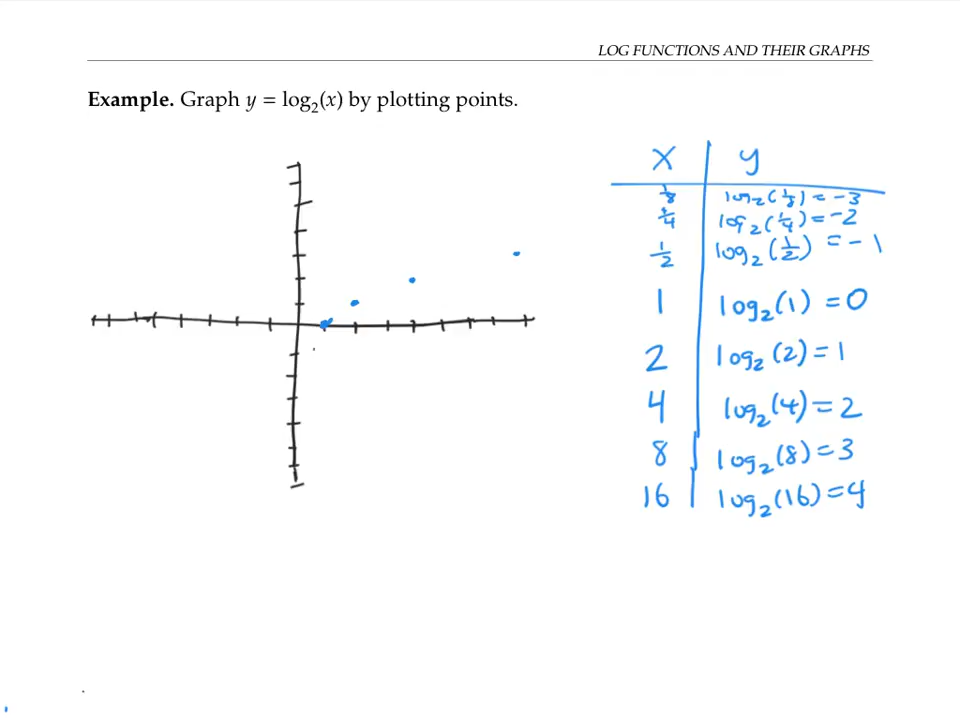 LOG FUNCTIONS AND THEIR GRAPHS
Example. Graph y = log₂(x) by plotting points.
x y
1/8 log₂(1/8) = -3
1/4 log₂(1/4) = -2
1/2 log₂(1/2) = -1
1 log₂(1) = 0
2 log₂(2) = 1
4 log₂(4) = 2
8 log₂(8) = 3
16 log₂(16) = 4